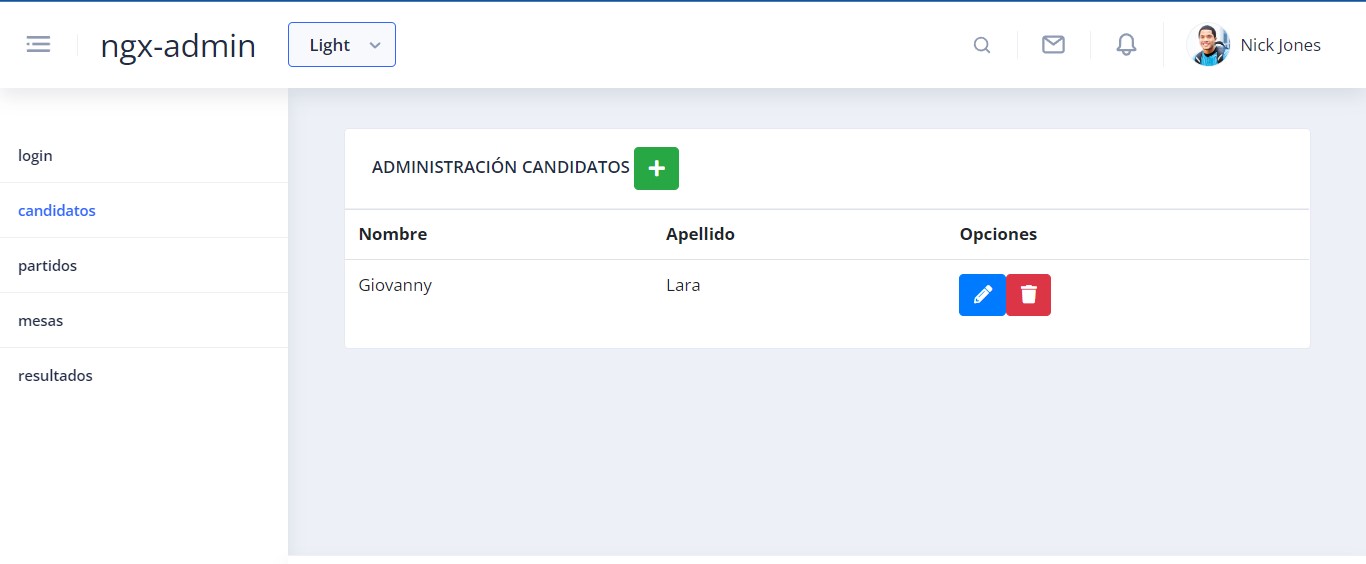 ngx-admin
Light
Nick Jones
login
candidatos
partidos
mesas
resultados
ADMINISTRACIÓN CANDIDATOS
Nombre Apellido Opciones
Giovanny Lara